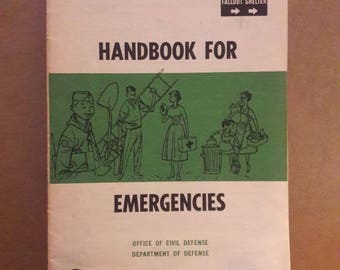 FALLOUT SHELTER
HANDBOOK FOR
EMERGENCIES
OFFICE OF CIVIL DEFENSE
DEPARTMENT OF DEFENSE